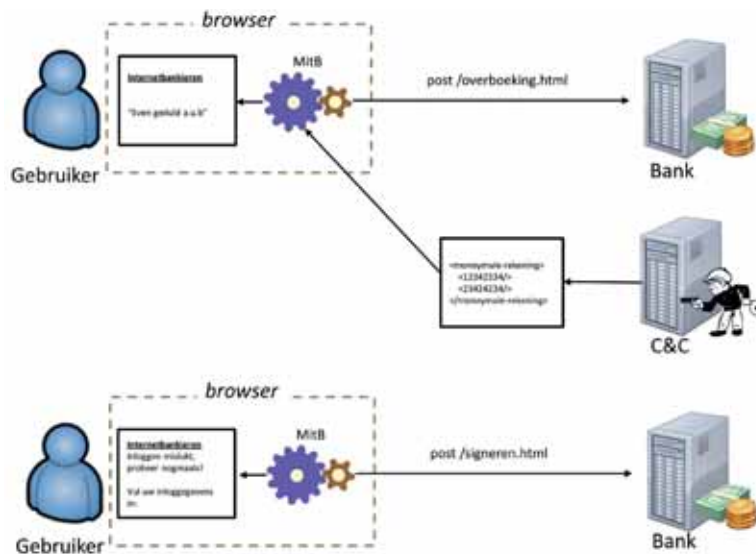 browser
MitB
Internetbankieren
"Even geduld a.u.b"
post /overboeking.html
Gebruiker
Bank
<moneymule-rekening>
<12342334/>
<23424234/>
</moneymule-rekening>
C&C
browser
MitB
Internetbankieren
Inloggen mislukt,
probeer nogmaals!
Vul uw inloggegevens
in:
post /signeren.html
Gebruiker
Bank